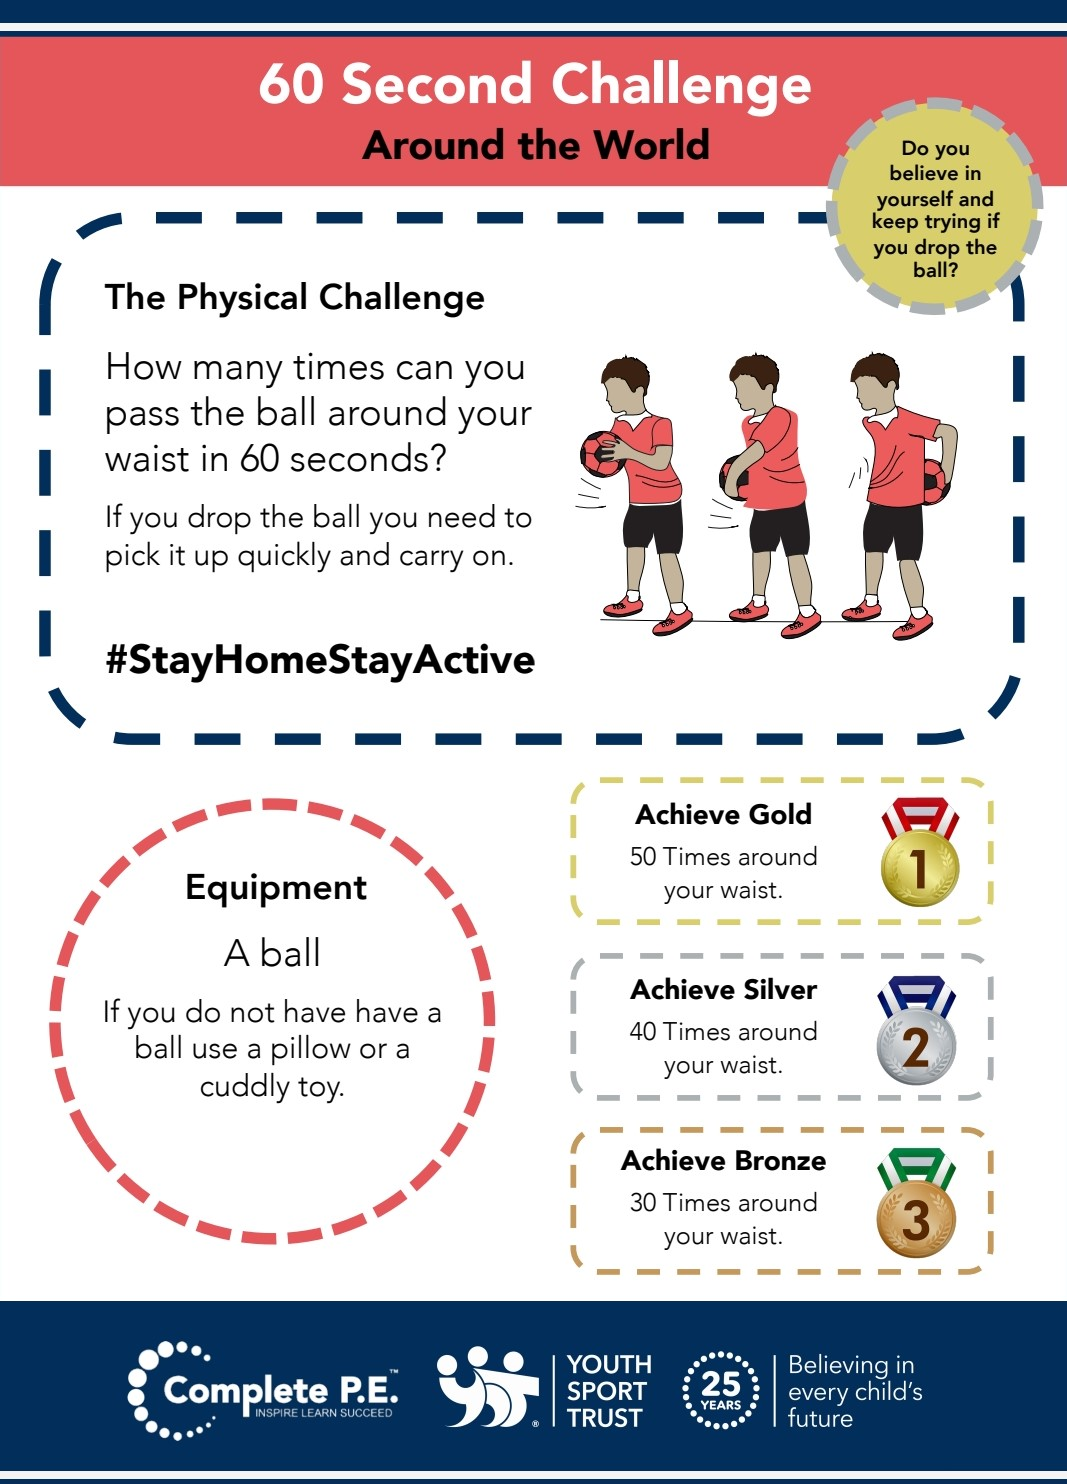 60 Second Challenge
Around the World
Do you
believe in
yourself and
keep trying if
you drop the
ball?
The Physical Challenge
How many times can you
pass the ball around your
waist in 60 seconds?
If you drop the ball you need to
pick it up quickly and carry on.
#StayHomeStayActive
Equipment
A ball
If you do not have have a
ball use a pillow or a
cuddly toy.
Achieve Gold
50 Times around
your waist.
1
Achieve Silver
40 Times around
your waist.
2
Achieve Bronze
30 Times around
your waist.
3
Complete P.E.™
INSPIRE LEARN SUCCEED
®
YOUTH
SPORT
TRUST
25
YEARS
Believing in
every child's
future